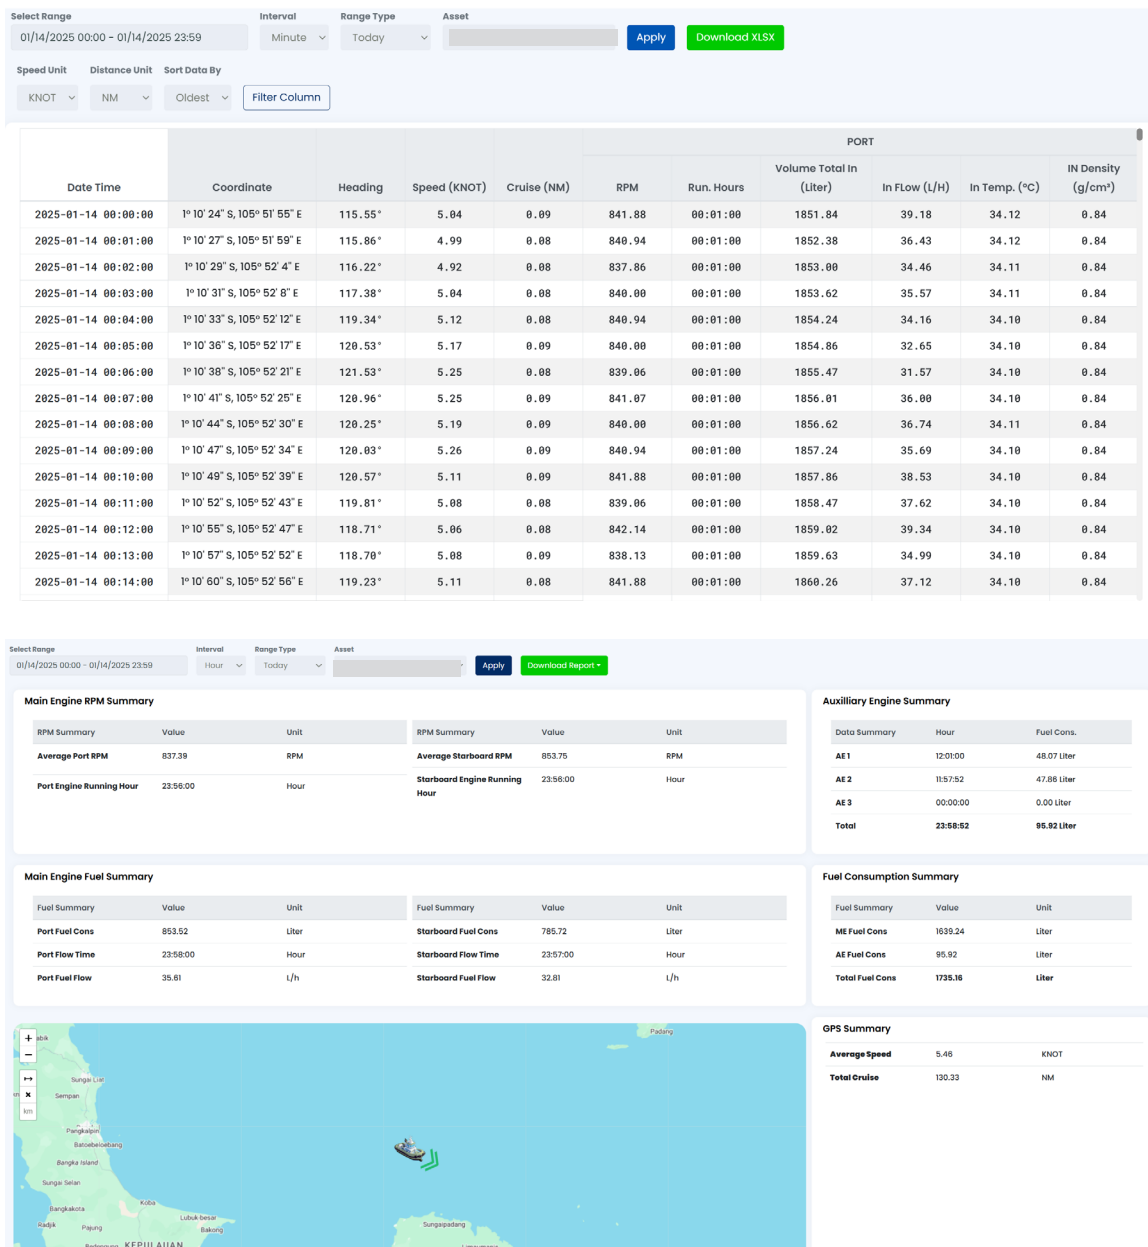 Select Range Interval Range Type Asset
01/14/2025 00:00 - 01/14/2025 23:59 Minute Today Apply Download XLSX
Speed Unit Distance Unit Sort Data By
KNOT NM Oldest Filter Column
PORT
Date Time Coordinate Heading Speed (KNOT) Cruise (NM) RPM Run. Hours Volume Total In (Liter) In FLow (L/H) In Temp. (ºC) IN Density (g/cm³)
2025-01-14 00:00:00 1º 10' 24" S, 105º 51' 55" E 115.55° 5.04 0.09 841.88 00:01:00 1851.84 39.18 34.12 0.84
2025-01-14 00:01:00 1º 10' 27" S, 105º 51' 59" E 115.86° 4.99 0.08 840.94 00:01:00 1852.38 36.43 34.12 0.84
2025-01-14 00:02:00 1º 10' 29" S, 105º 52' 4" E 116.22° 4.92 0.08 837.86 00:01:00 1853.00 34.46 34.11 0.84
2025-01-14 00:03:00 1º 10' 31" S, 105º 52' 8" E 117.38° 5.04 0.08 840.00 00:01:00 1853.62 35.57 34.11 0.84
2025-01-14 00:04:00 1º 10' 33" S, 105º 52' 12" E 119.34° 5.12 0.08 840.94 00:01:00 1854.24 34.16 34.10 0.84
2025-01-14 00:05:00 1º 10' 36" S, 105º 52' 17" E 120.53° 5.17 0.09 840.00 00:01:00 1854.86 32.65 34.10 0.84
2025-01-14 00:06:00 1º 10' 38" S, 105º 52' 21" E 121.53° 5.25 0.08 839.06 00:01:00 1855.47 31.57 34.10 0.84
2025-01-14 00:07:00 1º 10' 41" S, 105º 52' 25" E 120.96° 5.25 0.09 841.07 00:01:00 1856.01 36.00 34.10 0.84
2025-01-14 00:08:00 1º 10' 44" S, 105º 52' 30" E 120.25° 5.19 0.09 840.00 00:01:00 1856.62 36.74 34.11 0.84
2025-01-14 00:09:00 1º 10' 47" S, 105º 52' 34" E 120.03° 5.26 0.09 840.94 00:01:00 1857.24 35.69 34.10 0.84
2025-01-14 00:10:00 1º 10' 49" S, 105º 52' 39" E 120.57° 5.11 0.09 841.88 00:01:00 1857.86 38.53 34.10 0.84
2025-01-14 00:11:00 1º 10' 52" S, 105º 52' 43" E 119.81° 5.08 0.08 839.06 00:01:00 1858.47 37.62 34.10 0.84
2025-01-14 00:12:00 1º 10' 55" S, 105º 52' 47" E 118.71° 5.06 0.08 842.14 00:01:00 1859.02 39.34 34.10 0.84
2025-01-14 00:13:00 1º 10' 57" S, 105º 52' 52" E 118.70° 5.08 0.09 838.13 00:01:00 1859.63 34.99 34.10 0.84
2025-01-14 00:14:00 1º 10' 60" S, 105º 52' 56" E 119.23° 5.11 0.08 841.88 00:01:00 1860.26 37.12 34.10 0.84
Select Range Interval Range Type Asset
01/14/2025 00:00 - 01/14/2025 23:59 Hour Today Apply Download Report
Main Engine RPM Summary
RPM Summary Value Unit RPM Summary Value Unit
Average Port RPM 837.39 RPM Average Starboard RPM 853.75 RPM
Port Engine Running Hour 23:56:00 Hour Starboard Engine Running Hour 23:56:00 Hour
Auxilliary Engine Summary
Data Summary Hour Fuel Cons.
AE 1 12:01:00 48.07 Liter
AE 2 11:57:52 47.86 Liter
AE 3 00:00:00 0.00 Liter
Total 23:58:52 95.92 Liter
Main Engine Fuel Summary
Fuel Summary Value Unit Fuel Summary Value Unit
Port Fuel Cons 853.52 Liter Starboard Fuel Cons 785.72 Liter
Port Flow Time 23:58:00 Hour Starboard Flow Time 23:57:00 Hour
Port Fuel Flow 35.61 L/h Starboard Fuel Flow 32.81 L/h
Fuel Consumption Summary
Fuel Summary Value Unit
ME Fuel Cons 1639.24 Liter
AE Fuel Cons 95.92 Liter
Total Fuel Cons 1735.16 Liter
+
−
km
Padang
Sungai Liat
Sempan
Pangkalpin
Batoebeloebang
Bangka Island
Sungai Selan
Koba
Bangkakota
Lubuk besar
Radjik Pajung
Bakong
Sungaipadang
KEPULAUAN
GPS Summary
Average Speed 5.46 KNOT
Total Cruise 130.33 NM